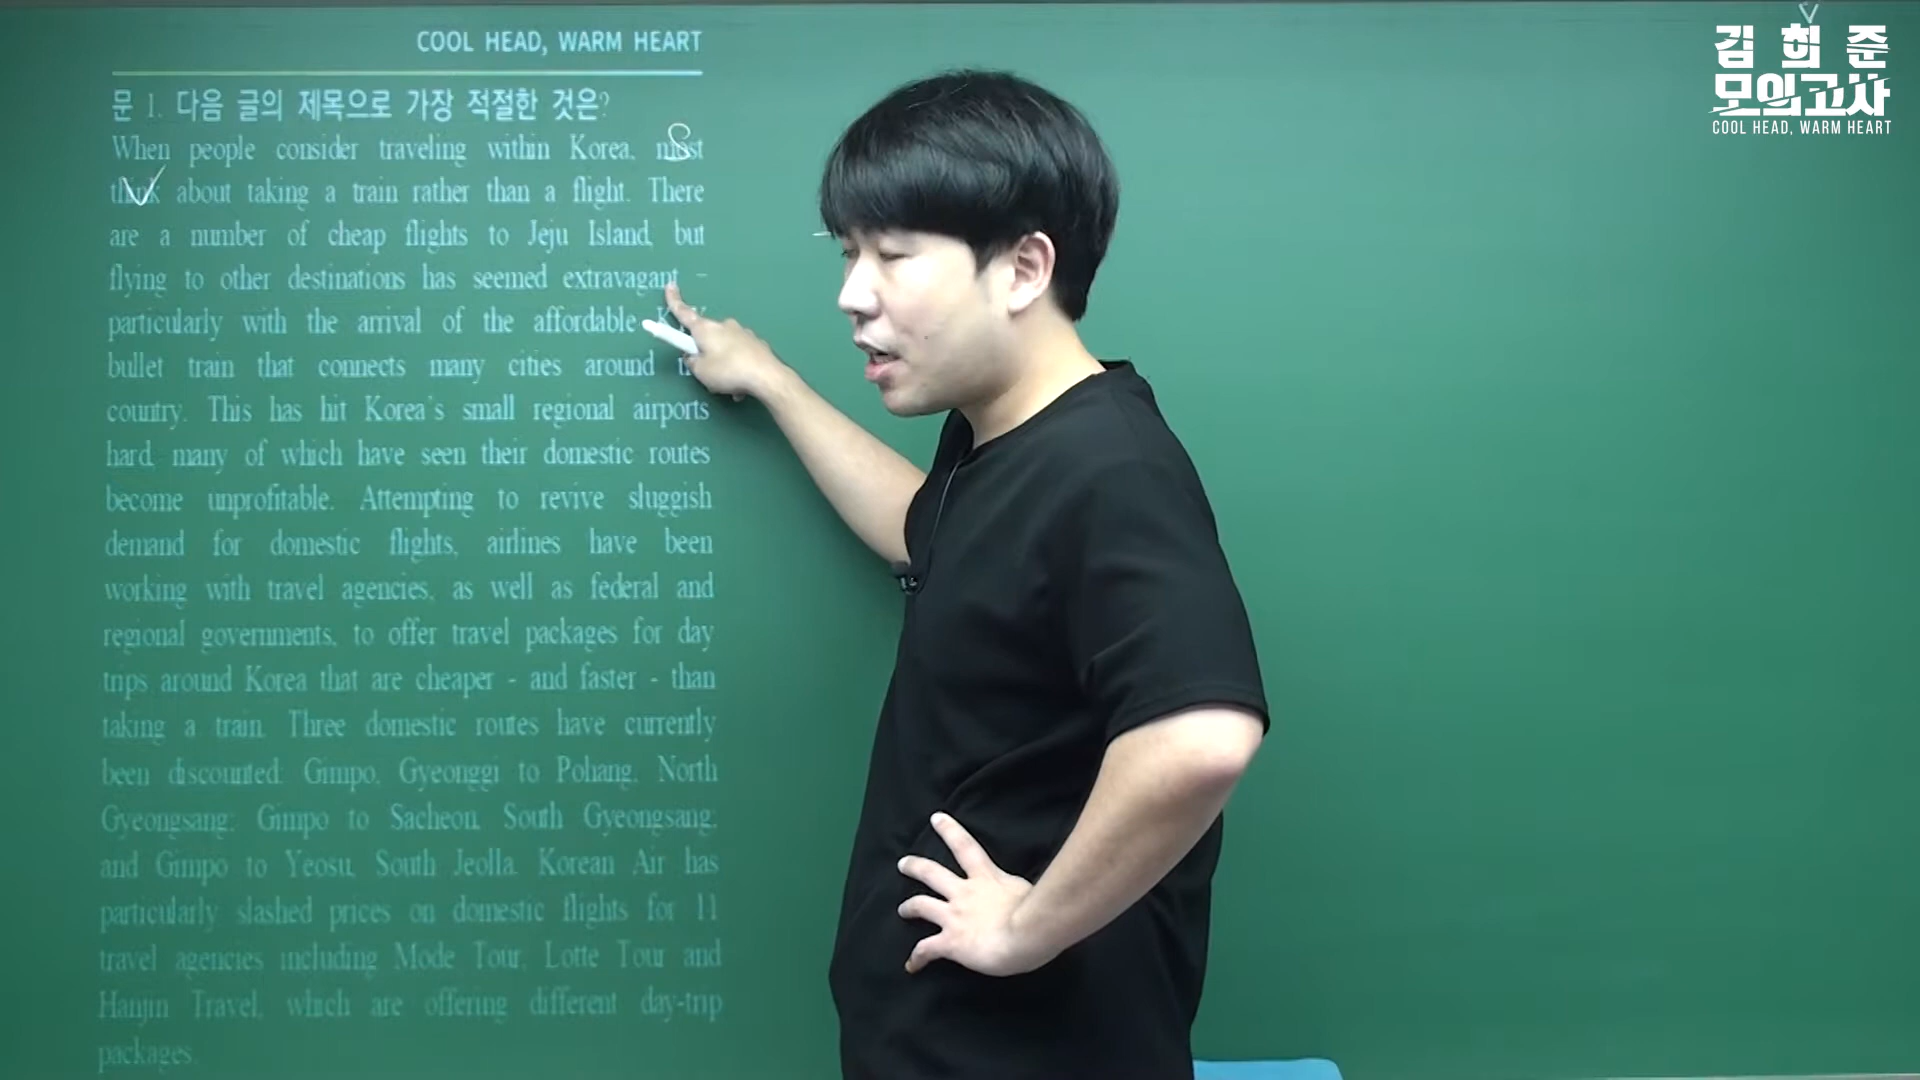 COOL HEAD, WARM HEART
문 1. 다음 글의 제목으로 가장 적절한 것은?
When people consider traveling within Korea, most
S
think about taking a train rather than a flight. There
V
are a number of cheap flights to Jeju Island, but
flying to other destinations has seemed extravagant -
particularly with the arrival of the affordable
bullet train that connects many cities around
country. This has hit Korea's small regional airports
hard, many of which have seen their domestic routes
become unprofitable. Attempting to revive sluggish
demand for domestic flights, airlines have been
working with travel agencies, as well as federal and
regional governments, to offer travel packages for day
trips around Korea that are cheaper - and faster - than
taking a train. Three domestic routes have currently
been discounted: Gimpo, Gyeonggi to Pohang, North
Gyeongsang; Gimpo to Sacheon, South Gyeongsang;
and Gimpo to Yeosu, South Jeolla. Korean Air has
particularly slashed prices on domestic flights for 11
travel agencies including Mode Tour, Lotte Tour and
Hanjin Travel, which are offering different day-trip
packages.
김희준
모의고사
COOL HEAD, WARM HEART